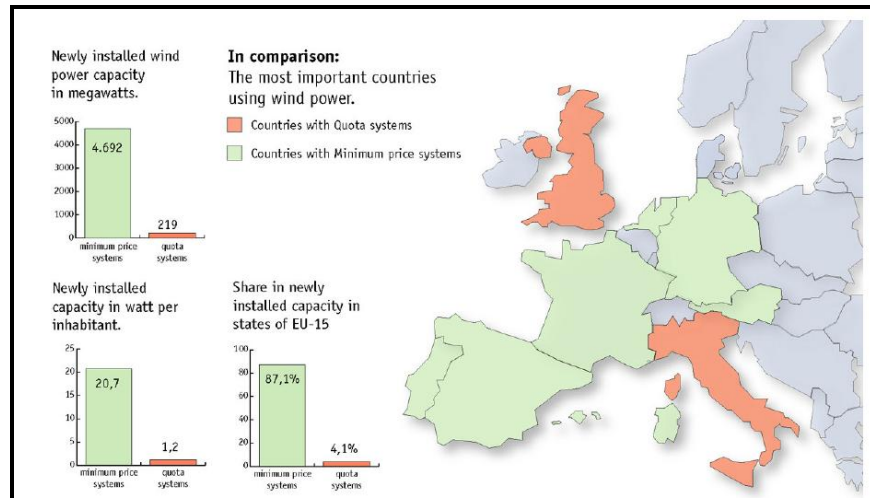 Newly installed wind
power capacity
in megawatts.
5000
4000
3000
2000
1000
0
4.692
219
minimum price
systems
quota
systems
In comparison:
The most important countries
using wind power.
Countries with Quota systems
Countries with Minimum price systems
Newly installed
capacity in watt per
inhabitant.
25
20
15
10
5
0
20,7
1,2
minimum price
systems
quota
systems
Share in newly
installed capacity in
states of EU-15
100
80
60
40
20
0
87,1%
4,1%
minimum price
systems
quota
systems